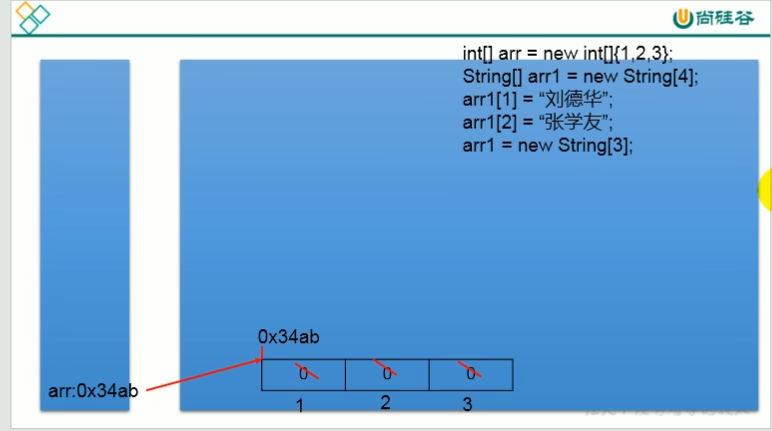 尚硅谷
int[] arr = new int[]{1,2,3};
String[] arr1 = new String[4];
arr1[1] = “刘德华”;
arr1[2] = “张学友”;
arr1 = new String[3];
0x34ab
0 0 0
arr:0x34ab
1 2 3